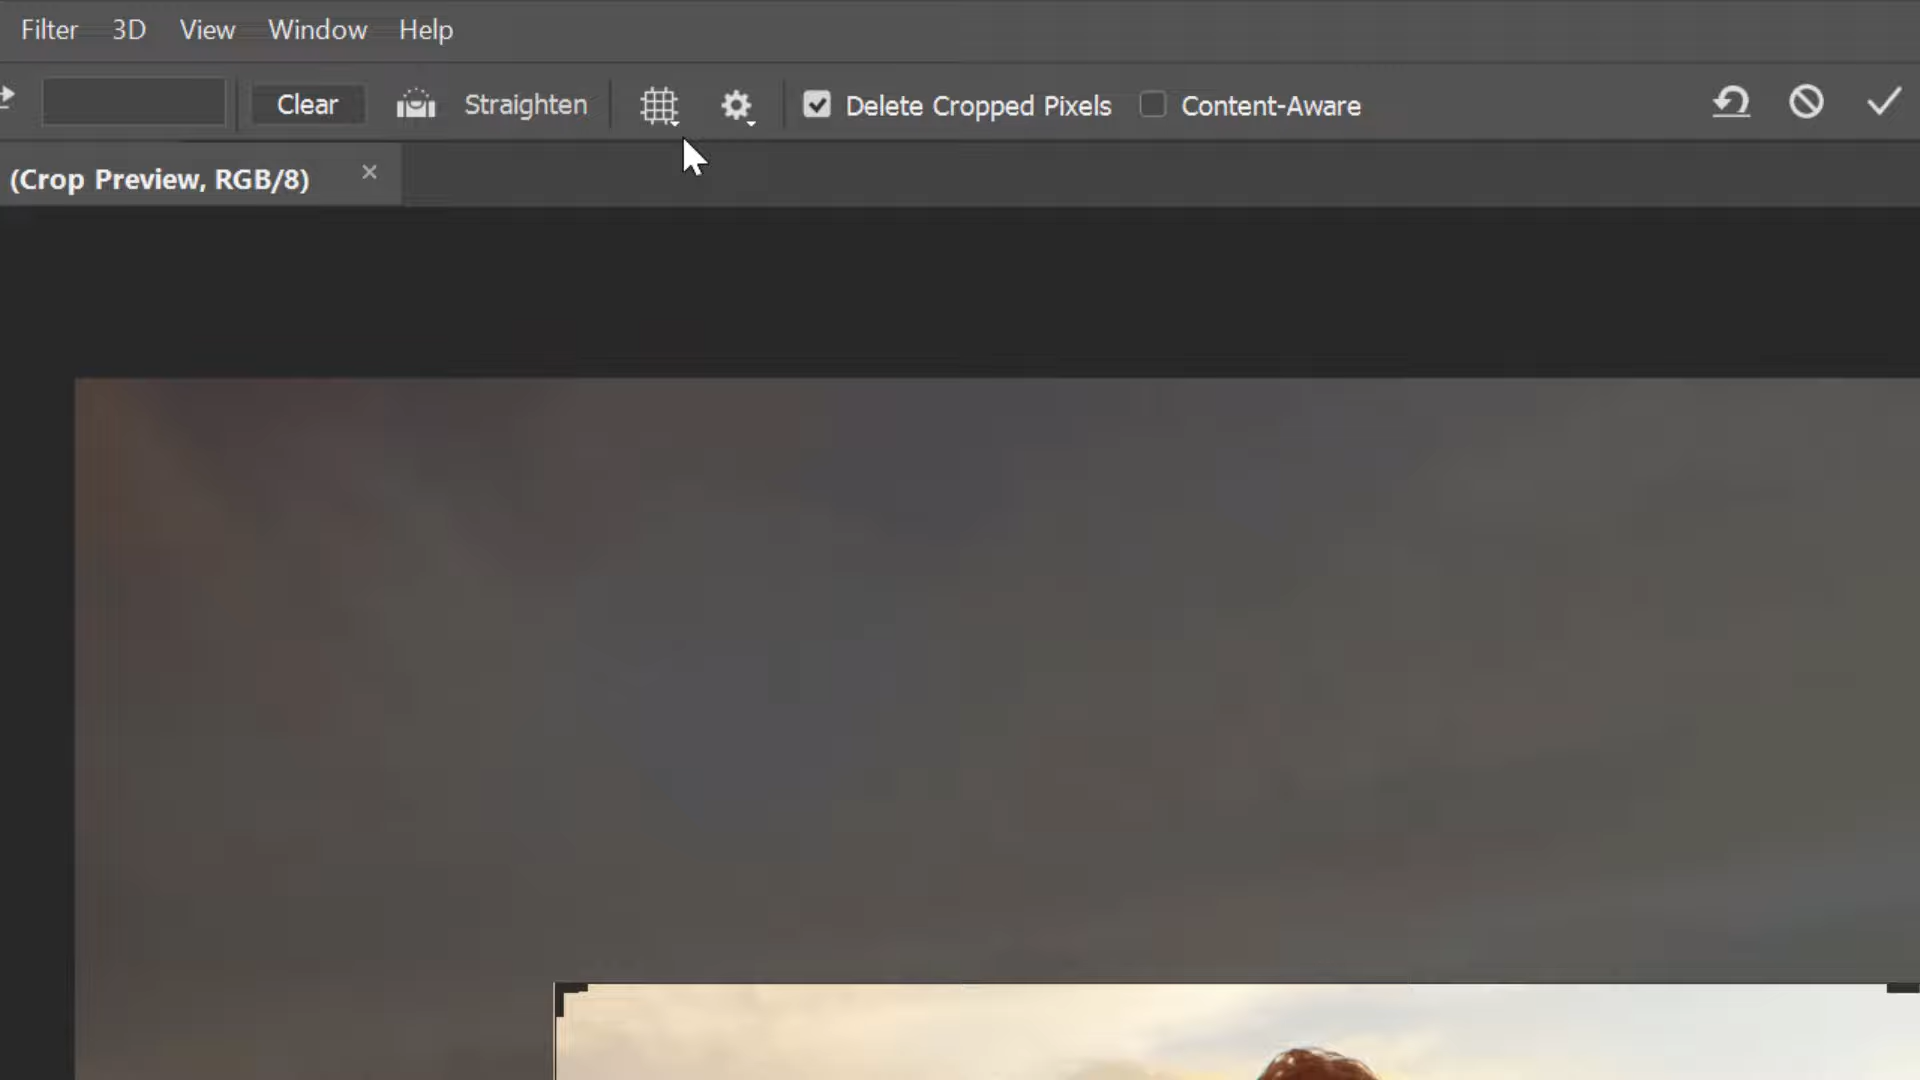 Filter 3D View Window Help
Clear Straighten Delete Cropped Pixels Content-Aware
(Crop Preview, RGB/8) ×